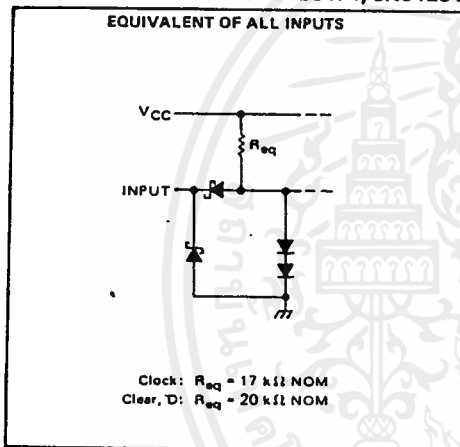 EQUIVALENT OF ALL INPUTS
VCC
Req
INPUT
Clock: Req = 17 kΩ NOM
Clear, D: Req = 20 kΩ NOM